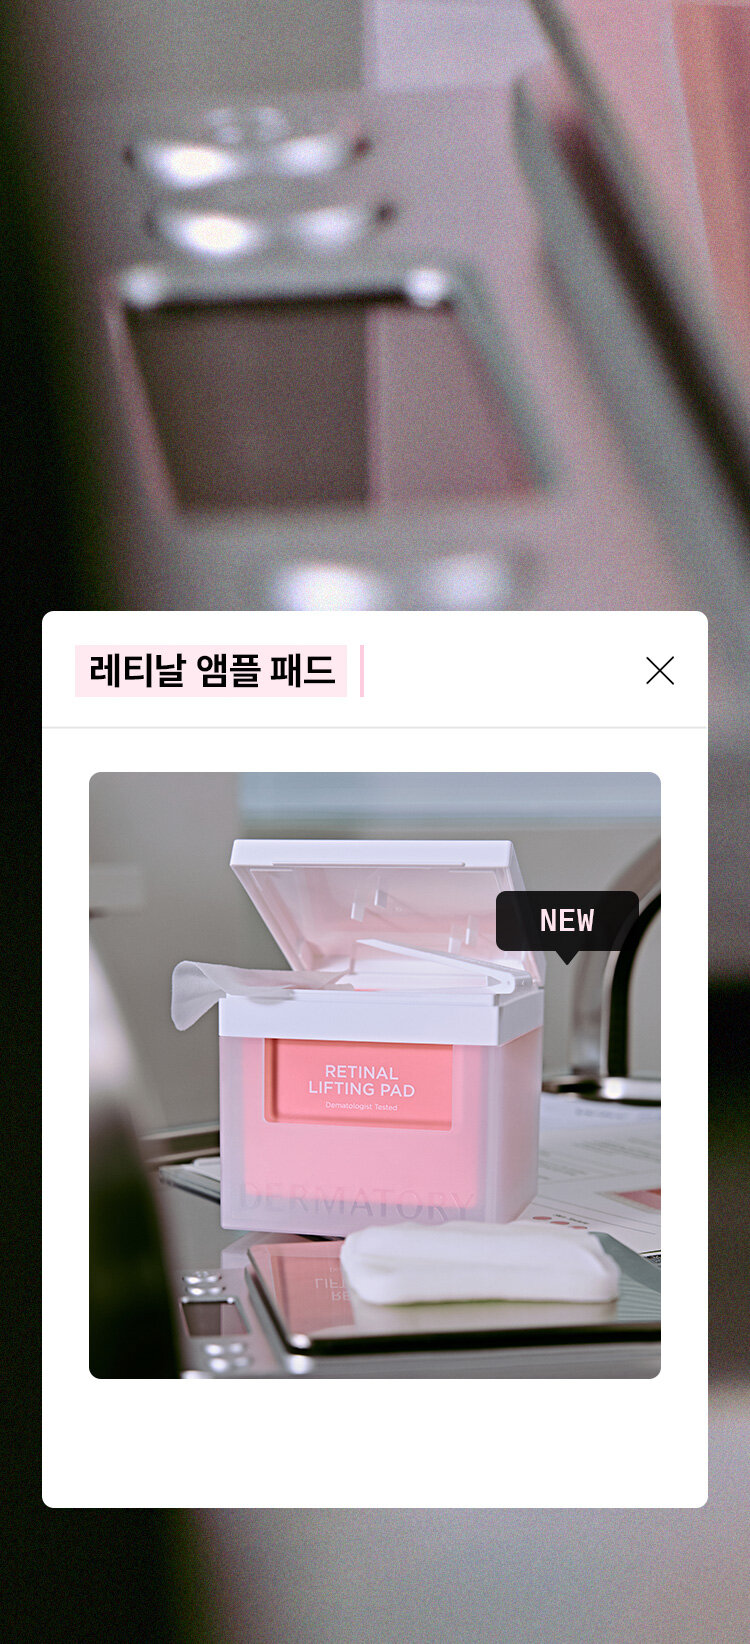 레티날 앰플 패드
NEW
RETINAL
LIFTING PAD
Dermatologist Tested
DERMATORY